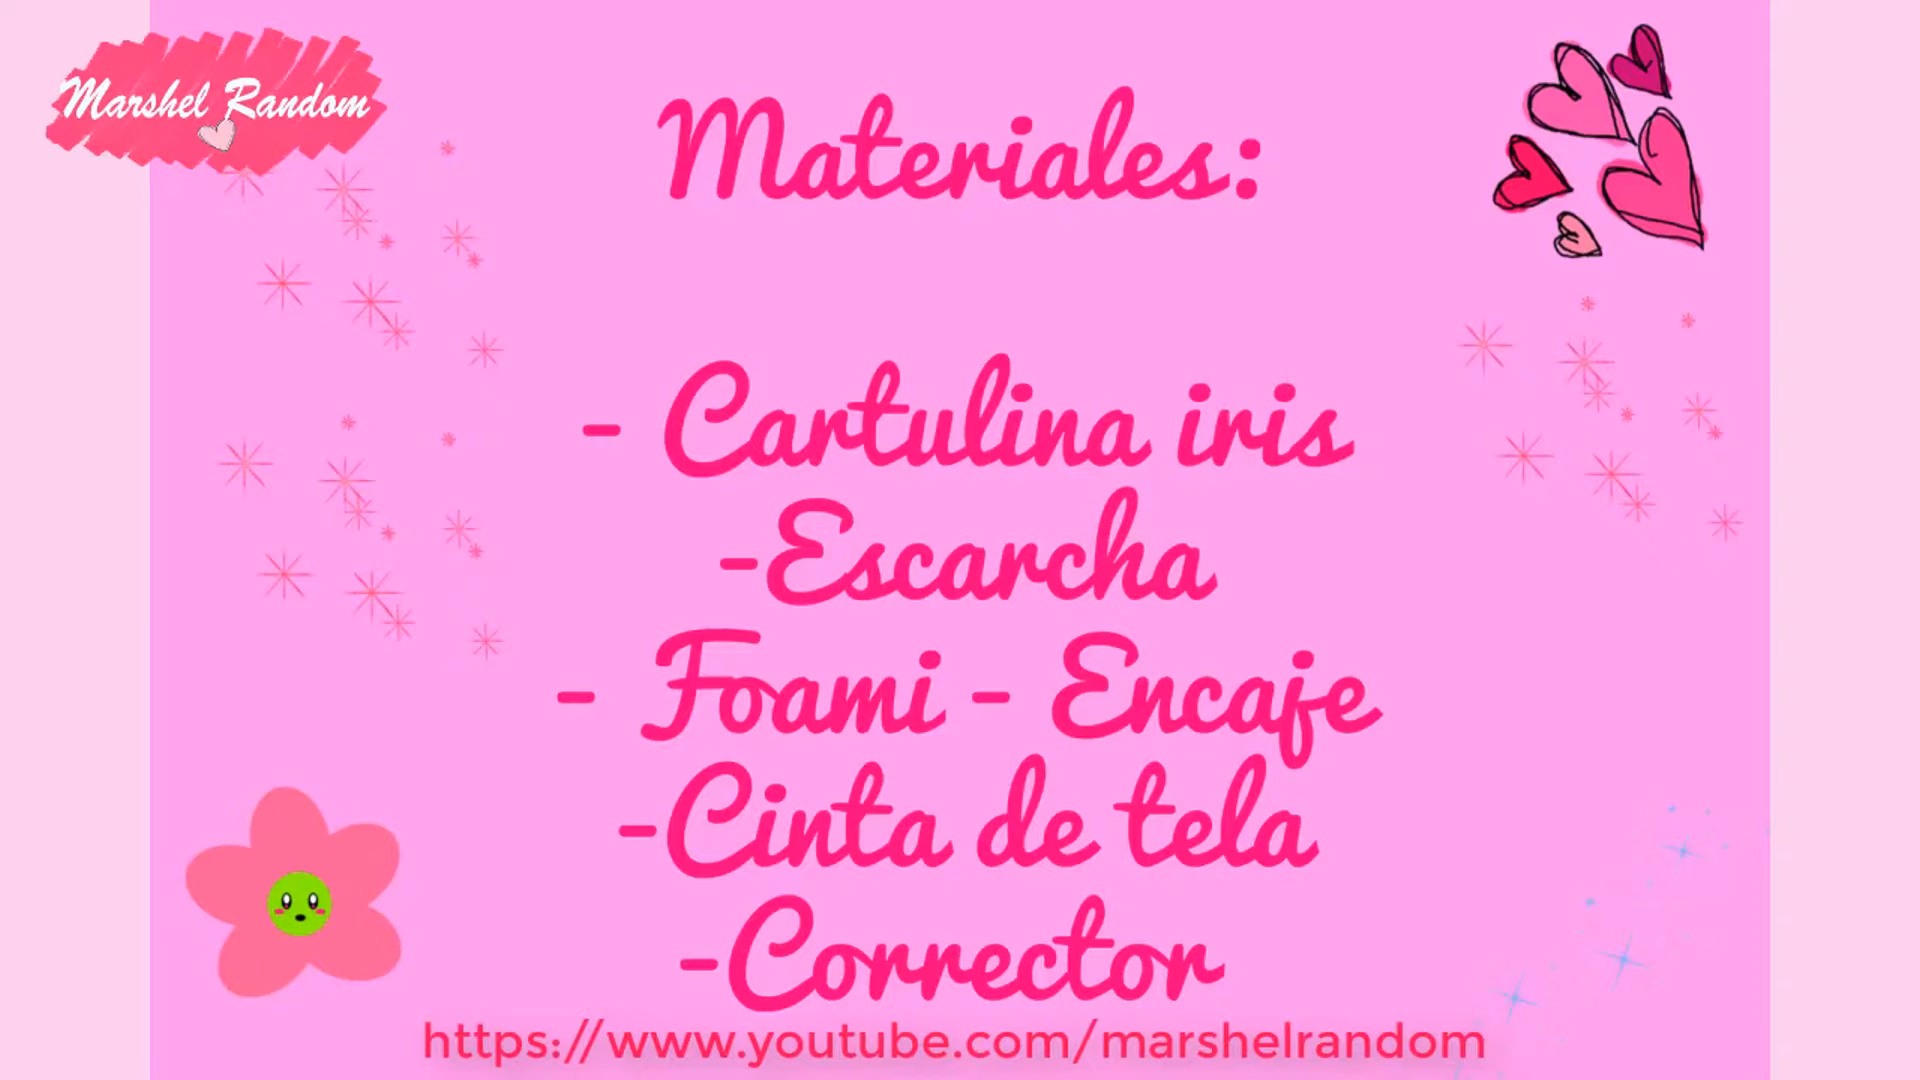 Marshel Random
Materiales:
- Cartulina iris
-Escarcha
- Foami - Encaje
-Cinta de tela
-Corrector
https://www.youtube.com/marshelrandom